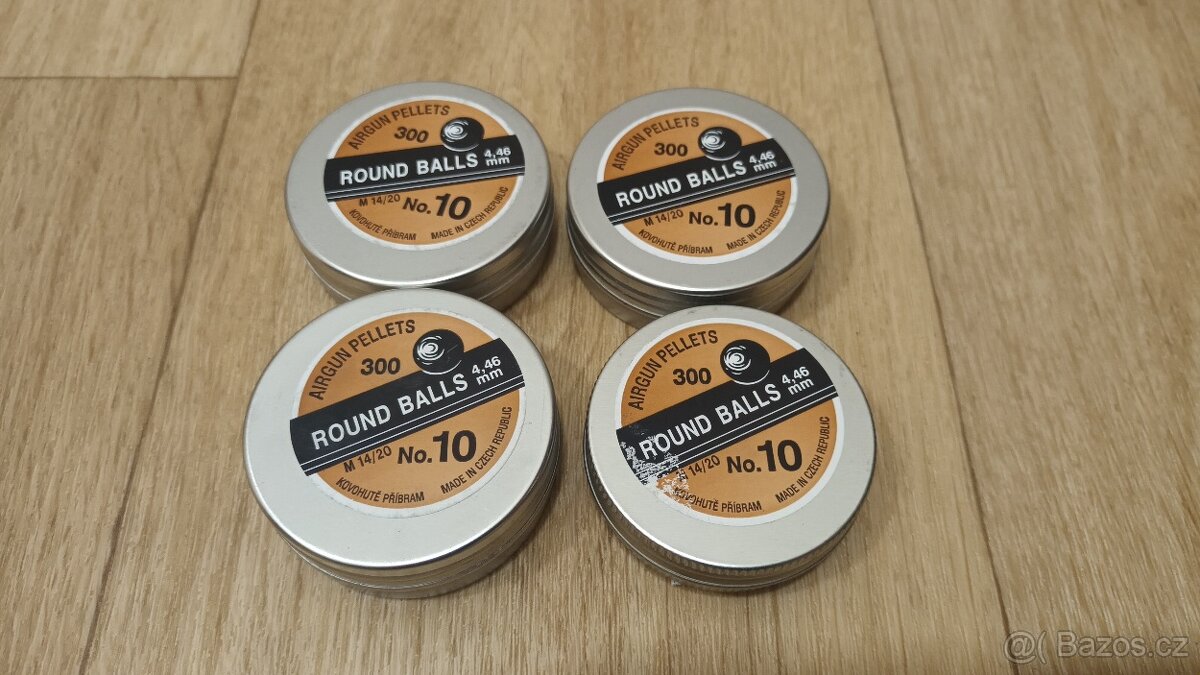 AIRGUN PELLETS
300
ROUND BALLS 4,46 mm
M 14/20 No.10
KOVOHUTĚ PŘÍBRAM MADE IN CZECH REPUBLIC
AIRGUN PELLETS
300
ROUND BALLS 4,46 mm
M 14/20 No.10
KOVOHUTĚ PŘÍBRAM MADE IN CZECH REPUBLIC
AIRGUN PELLETS
300
ROUND BALLS 4,46 mm
M 14/20 No.10
KOVOHUTĚ PŘÍBRAM MADE IN CZECH REPUBLIC
AIRGUN PELLETS
300
ROUND BALLS 4,46 mm
14/20 No.10
KOVOHUTĚ PŘÍBRAM MADE IN CZECH REPUBLIC
@( Bazos.cz